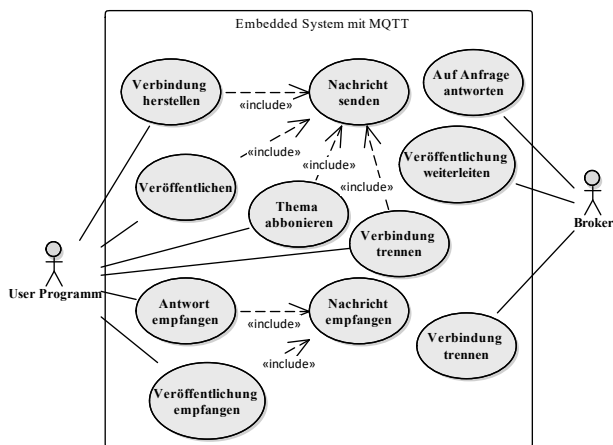 Embedded System mit MQTT
Verbindung
herstellen
«include»
Nachricht
senden
Auf Anfrage
antworten
«include»
Veröffentlichen
«include»
Veröffentlichung
weiterleiten
«include»
Thema
abbonieren
Verbindung
trennen
User Programm
Broker
Antwort
empfangen
«include»
Nachricht
empfangen
Verbindung
trennen
«include»
Veröffentlichung
empfangen